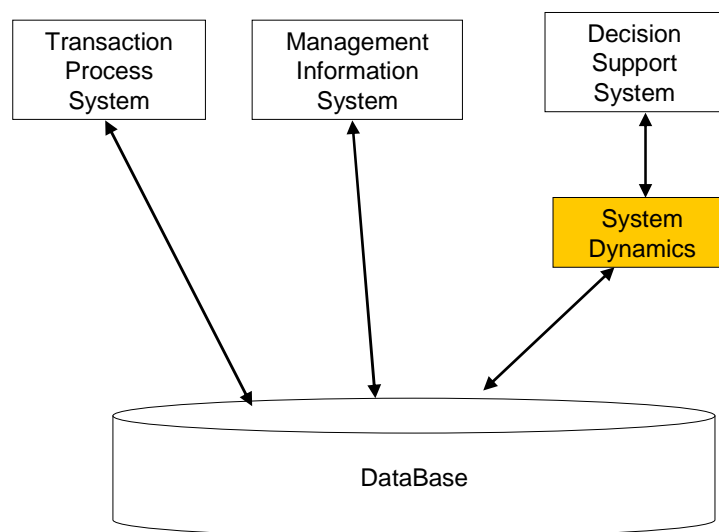 Transaction
Process
System
Management
Information
System
Decision
Support
System
System
Dynamics
DataBase